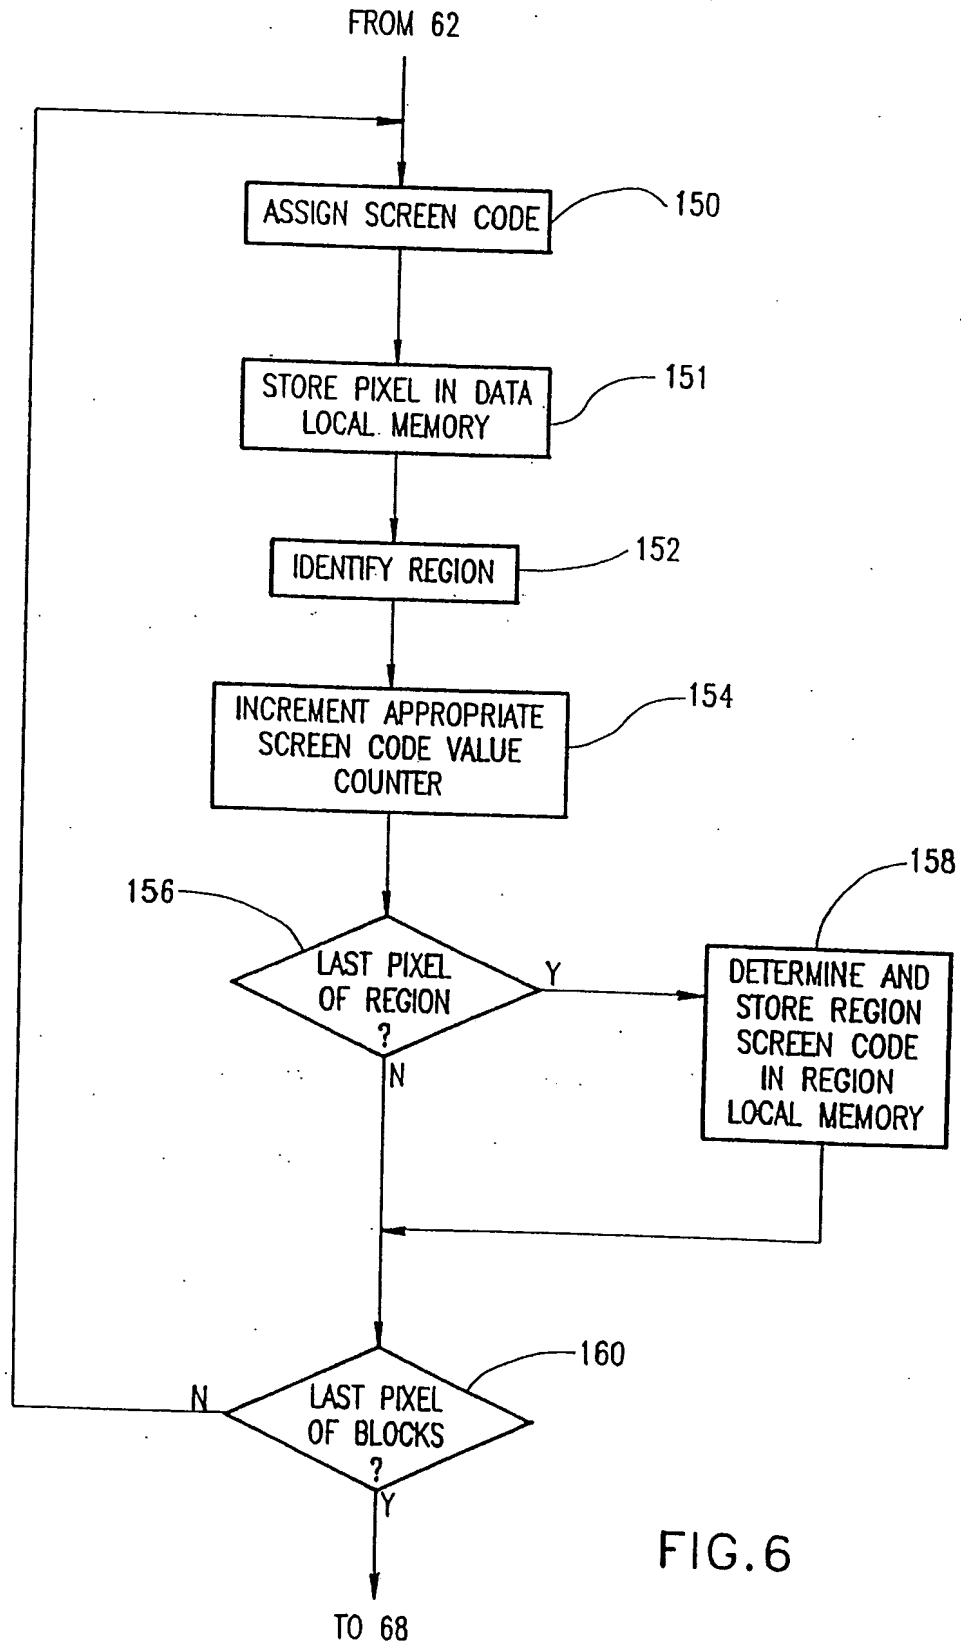 FROM 62
ASSIGN SCREEN CODE
150
STORE PIXEL IN DATA
LOCAL MEMORY
151
IDENTIFY REGION
152
INCREMENT APPROPRIATE
SCREEN CODE VALUE
COUNTER
154
156
LAST PIXEL
OF REGION
?
Y
N
158
DETERMINE AND
STORE REGION
SCREEN CODE
IN REGION
LOCAL MEMORY
160
LAST PIXEL
OF BLOCKS
?
N
Y
TO 68
FIG.6